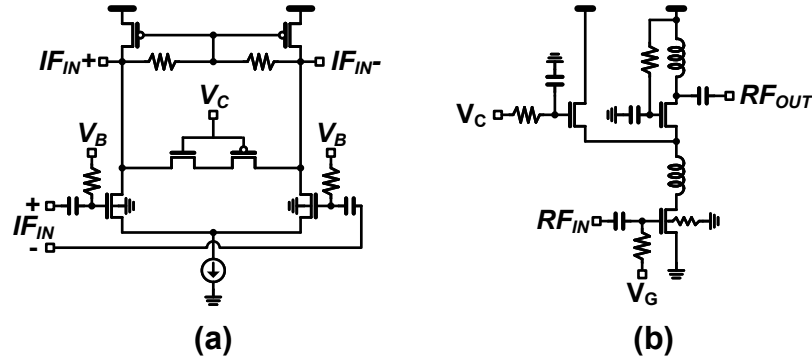 IF_IN+
IF_IN-
V_C
V_B
V_B
+
IF_IN
-
(a)
V_C
RF_OUT
RF_IN
V_G
(b)